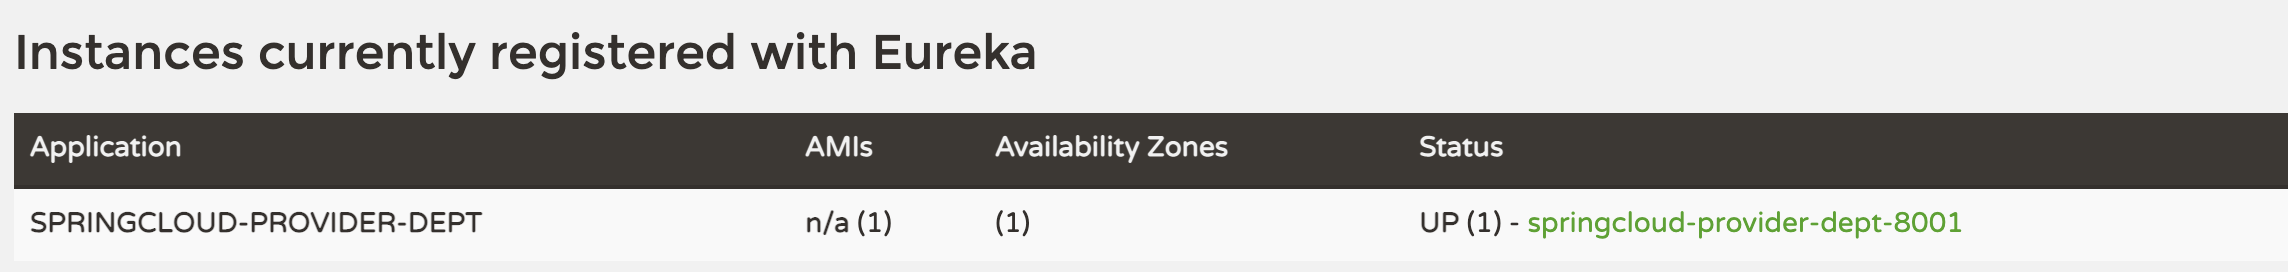 Instances currently registered with Eureka
Application AMIs Availability Zones Status
SPRINGCLOUD-PROVIDER-DEPT n/a (1) (1) UP (1) - springcloud-provider-dept-8001